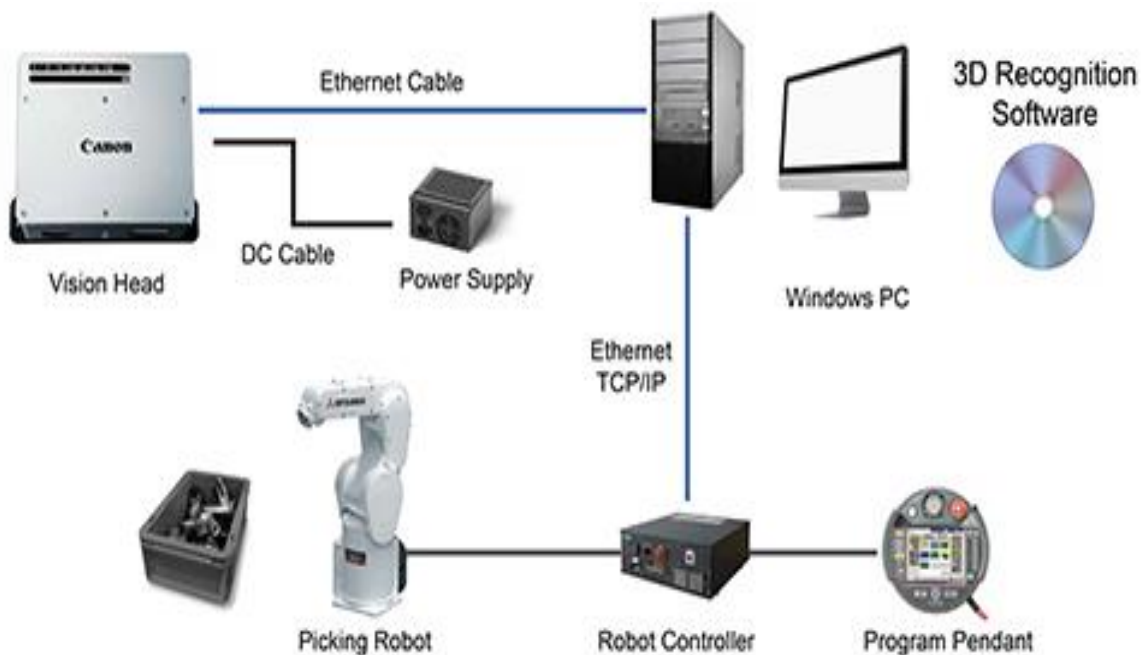 Ethernet Cable
3D Recognition
Software
Canon
DC Cable
Power Supply
Vision Head
Windows PC
Ethernet
TCP/IP
Picking Robot
Robot Controller
Program Pendant